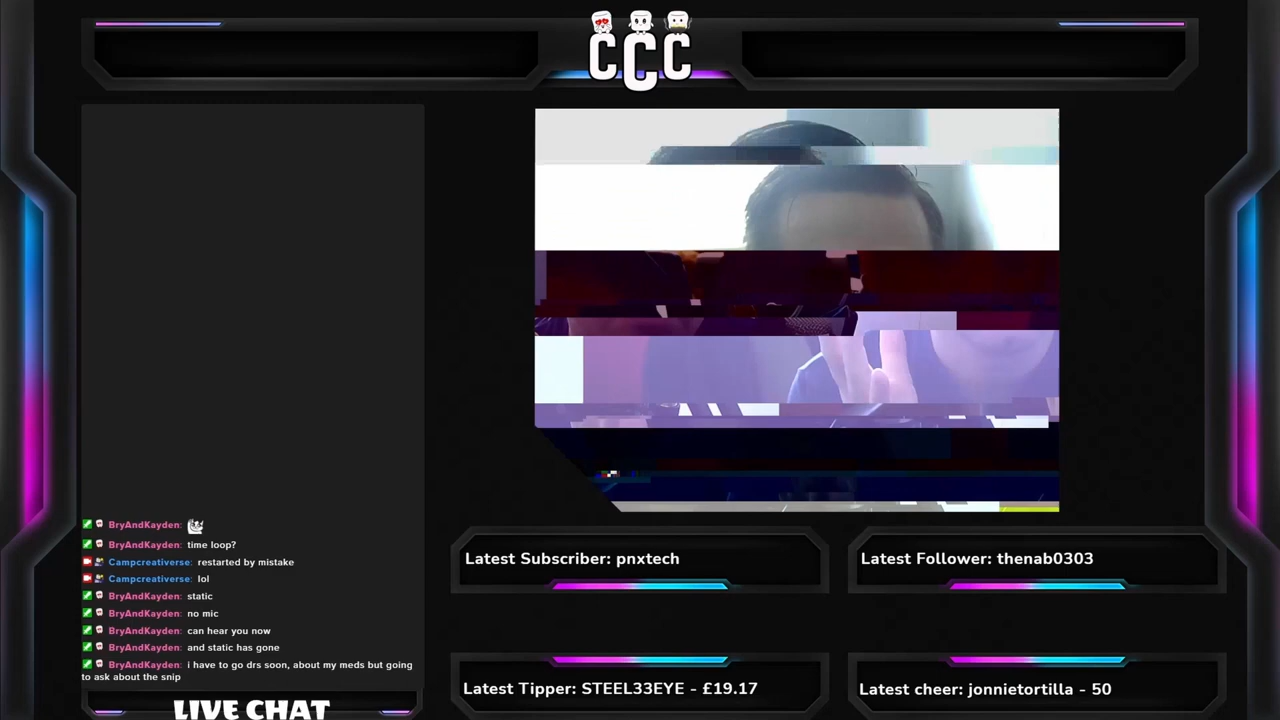 CCC
BryAndKayden:
BryAndKayden: time loop?
Campcreativerse: restarted by mistake
Campcreativerse: lol
BryAndKayden: static
BryAndKayden: no mic
BryAndKayden: can hear you now
BryAndKayden: and static has gone
BryAndKayden: i have to go drs soon, about my meds but going
to ask about the snip
LIVE CHAT
Latest Subscriber: pnxtech
Latest Follower: thenab0303
Latest Tipper: STEEL33EYE - £19.17
Latest cheer: jonnietortilla - 50